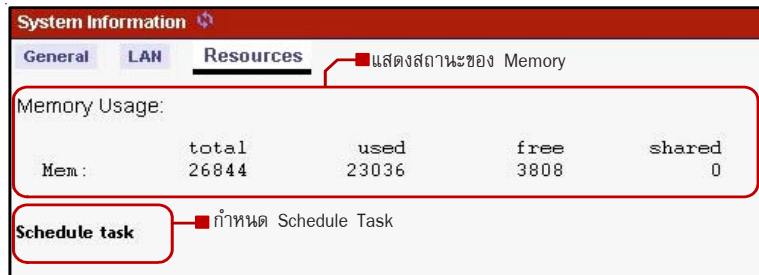 System Information
General LAN Resources
แสดงสถานะของ Memory
Memory Usage:
total used free shared
Mem: 26844 23036 3808 0
Schedule task
กำหนด Schedule Task